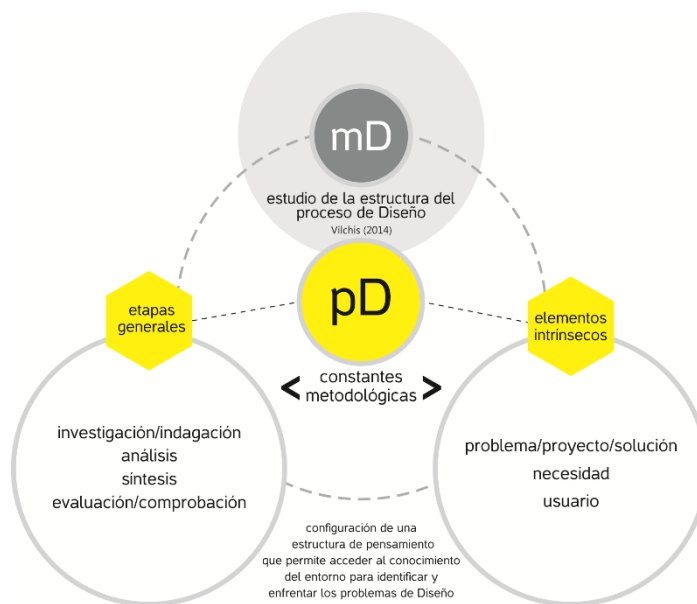 mD
estudio de la estructura del
proceso de Diseño
Vilchis (2014)
pD
etapas
generales
elementos
intrínsecos
< constantes >
metodológicas
investigación/indagación
análisis
síntesis
evaluación/comprobación
problema/proyecto/solución
necesidad
usuario
configuración de una
estructura de pensamiento
que permite acceder al conocimiento
del entorno para identificar y
enfrentar los problemas de Diseño